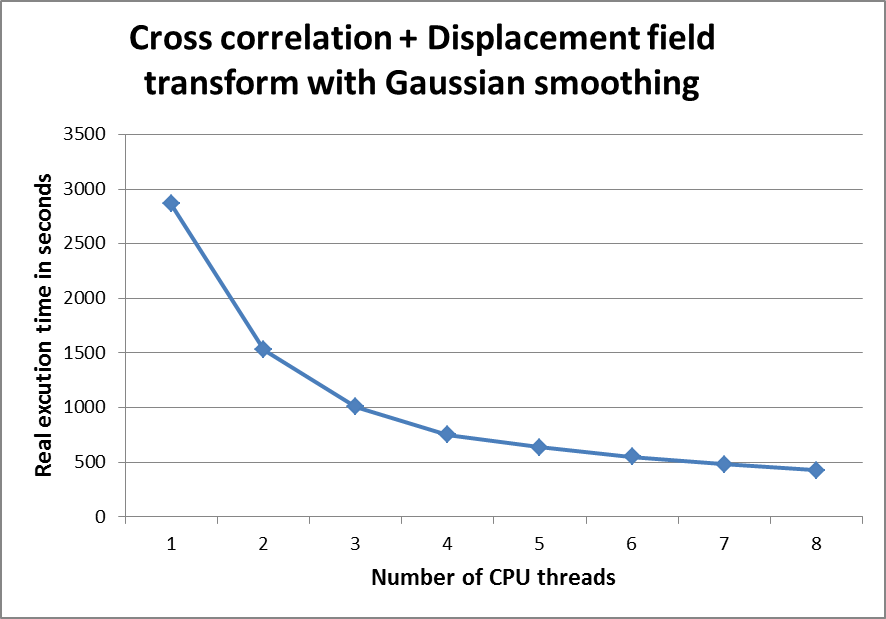 Cross correlation + Displacement field
transform with Gaussian smoothing
3500
3000
2500
2000
1500
1000
500
0
Real excution time in seconds
1 2 3 4 5 6 7 8
Number of CPU threads